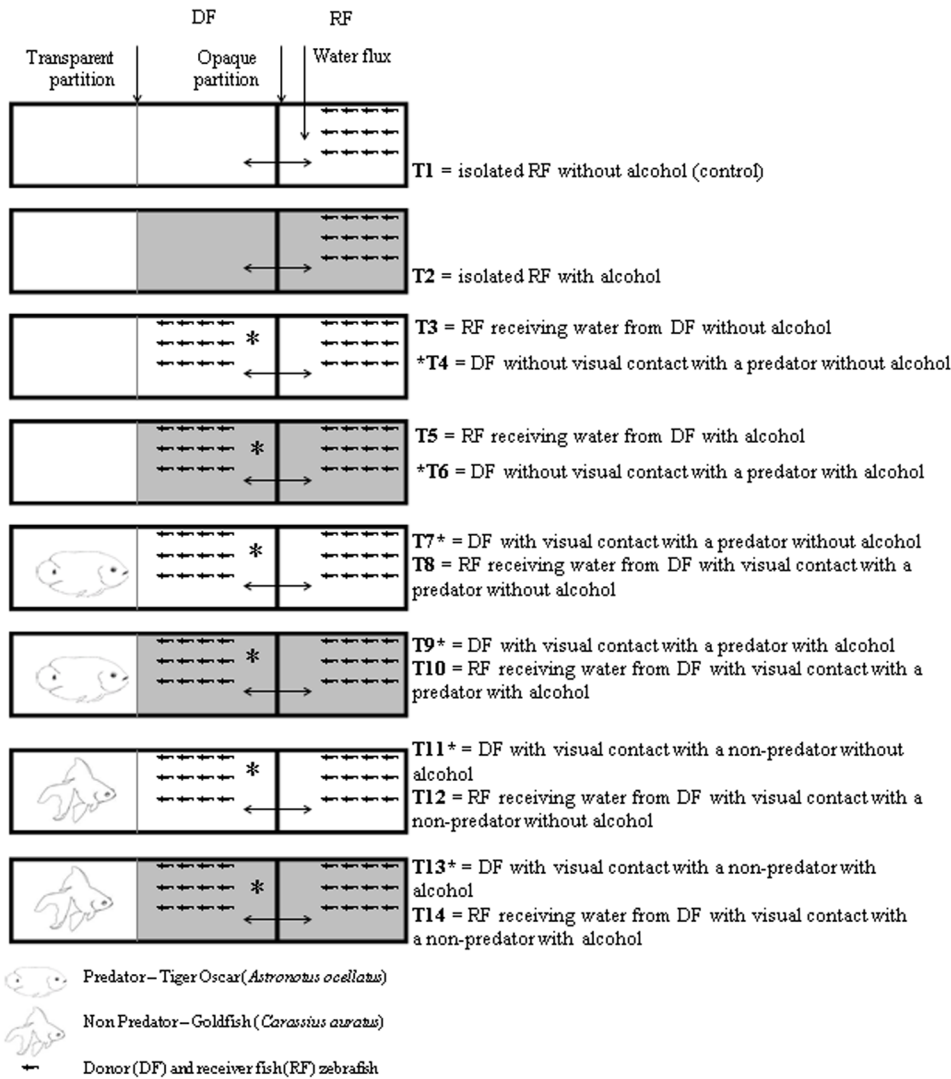 DF RF
Transparent partition Opaque partition Water flux
T1 = isolated RF without alcohol (control)
T2 = isolated RF with alcohol
T3 = RF receiving water from DF without alcohol
*
*T4 = DF without visual contact with a predator without alcohol
T5 = RF receiving water from DF with alcohol
*
*T6 = DF without visual contact with a predator with alcohol
T7* = DF with visual contact with a predator without alcohol
*
T8 = RF receiving water from DF with visual contact with a
predator without alcohol
T9* = DF with visual contact with a predator with alcohol
*
T10 = RF receiving water from DF with visual contact with a
predator with alcohol
T11* = DF with visual contact with a non-predator without
alcohol
*
T12 = RF receiving water from DF with visual contact with a
non-predator without alcohol
T13* = DF with visual contact with a non-predator with
alcohol
*
T14 = RF receiving water from DF with visual contact with
a non-predator with alcohol
Predator – Tiger Oscar (Astronotus ocellatus)
Non Predator – Goldfish (Carassius auratus)
Donor (DF) and receiver fish (RF) zebrafish